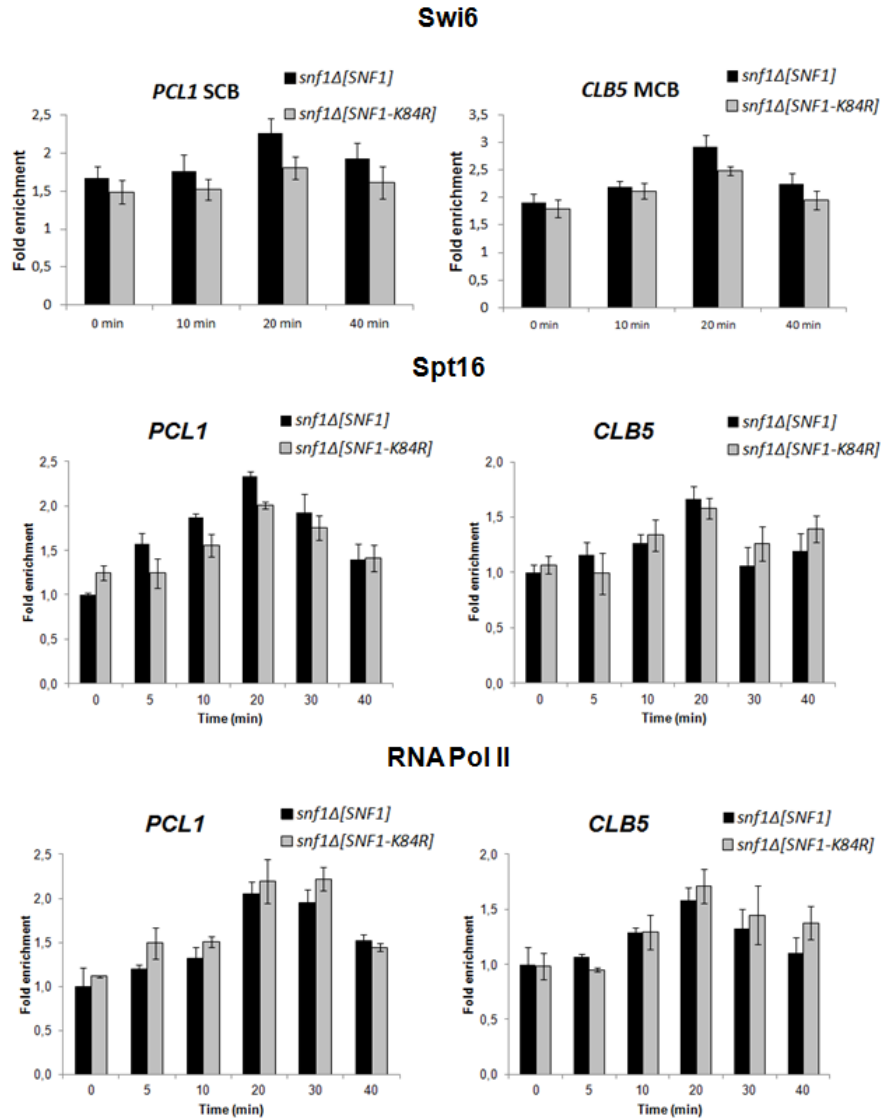 Swi6
PCL1 SCB
snf1Δ[SNF1]
snf1Δ[SNF1-K84R]
Fold enrichment
2,5
2
1,5
1
0,5
0
0 min 10 min 20 min 40 min
CLB5 MCB
snf1Δ[SNF1]
snf1Δ[SNF1-K84R]
Fold enrichment
3,5
3
2,5
2
1,5
1
0,5
0
0 min 10 min 20 min 40 min
Spt16
PCL1
snf1Δ[SNF1]
snf1Δ[SNF1-K84R]
Fold enrichment
2,5
2,0
1,5
1,0
0,5
0,0
0 5 10 20 30 40
Time (min)
CLB5
snf1Δ[SNF1]
snf1Δ[SNF1-K84R]
Fold enrichment
2,0
1,5
1,0
0,5
0,0
0 5 10 20 30 40
Time (min)
RNA Pol II
PCL1
snf1Δ[SNF1]
snf1Δ[SNF1-K84R]
Fold enrichment
2,5
2,0
1,5
1,0
0,5
0,0
0 5 10 20 30 40
Time (min)
CLB5
snf1Δ[SNF1]
snf1Δ[SNF1-K84R]
Fold enrichment
2,0
1,5
1,0
0,5
0,0
0 5 10 20 30 40
Time (min)